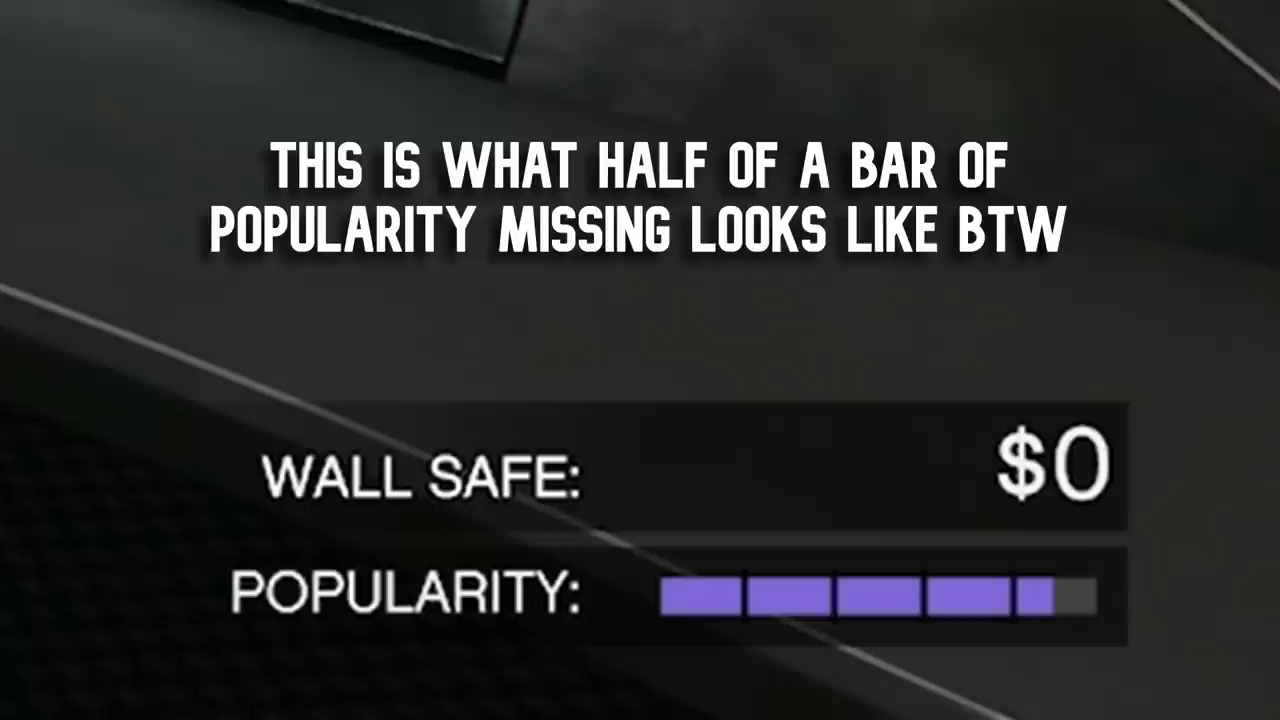 THIS IS WHAT HALF OF A BAR OF
POPULARITY MISSING LOOKS LIKE BTW
WALL SAFE: $0
POPULARITY: